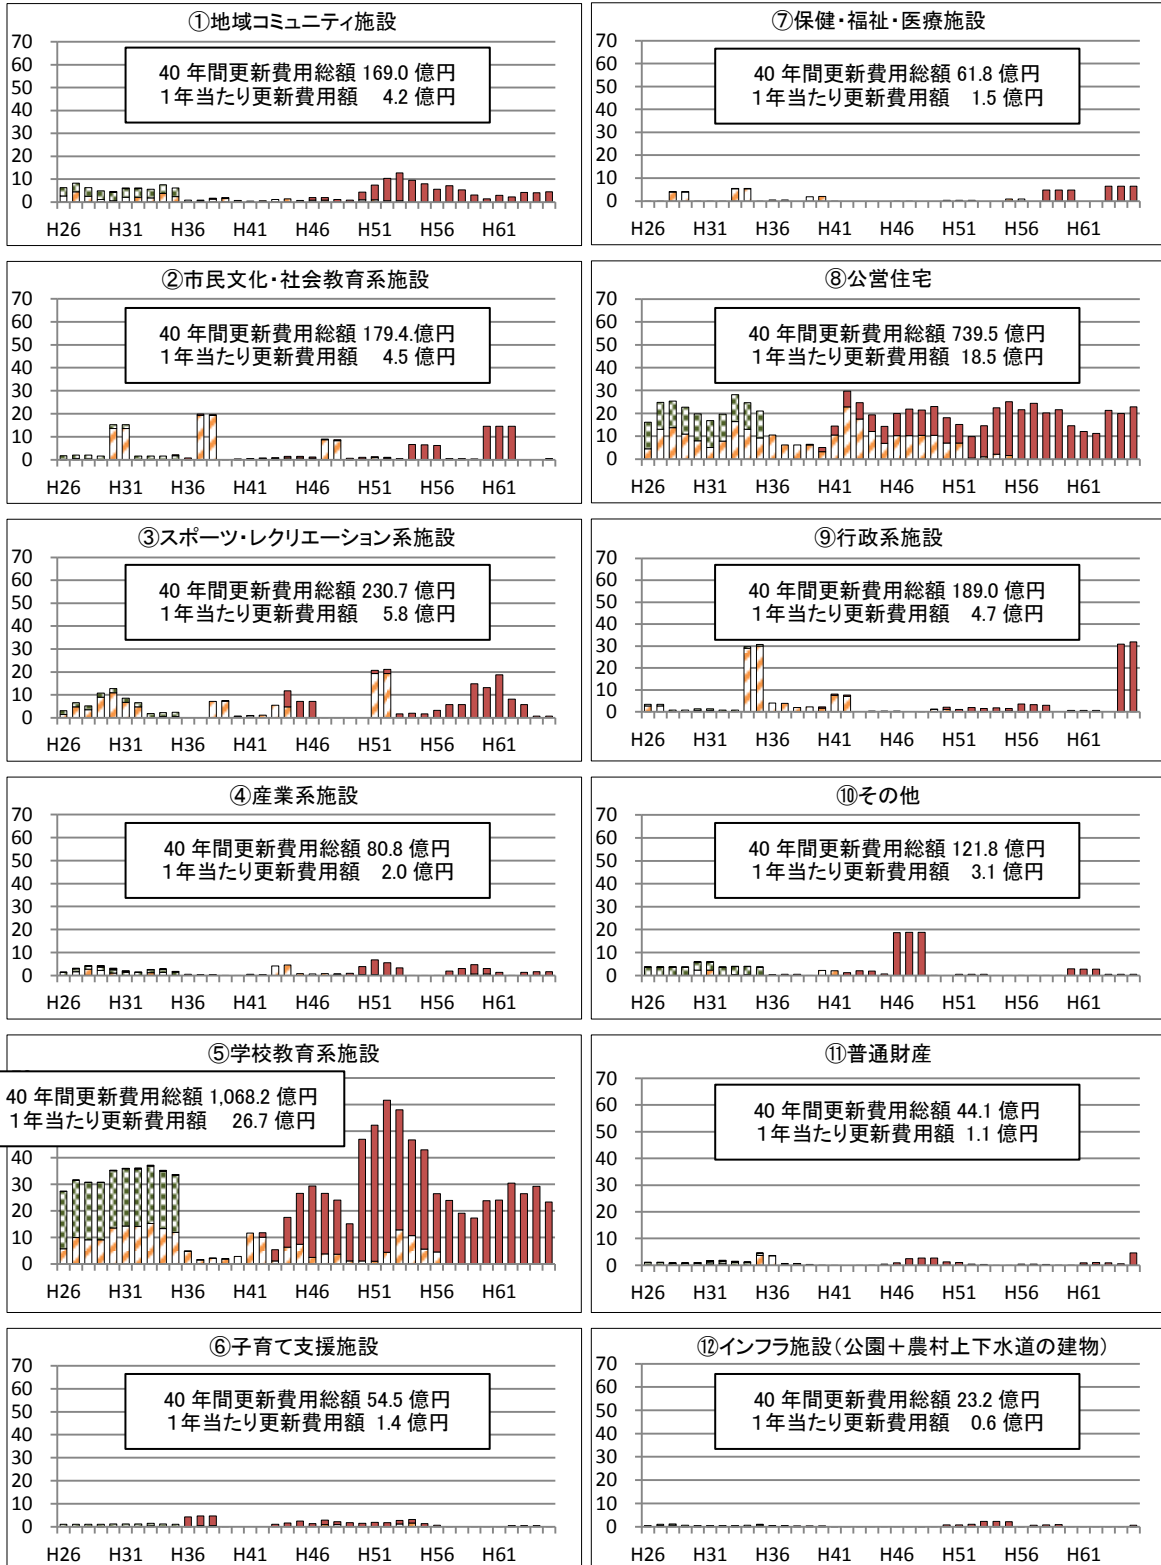 ①地域コミュニティ施設
40 年間更新費用総額 169.0 億円
1年当たり更新費用額 4.2 億円
70
60
50
40
30
20
10
0
H26 H31 H36 H41 H46 H51 H56 H61
②市民文化・社会教育系施設
40 年間更新費用総額 179.4.億円
1年当たり更新費用額 4.5 億円
70
60
50
40
30
20
10
0
H26 H31 H36 H41 H46 H51 H56 H61
③スポーツ・レクリエーション系施設
40 年間更新費用総額 230.7 億円
1年当たり更新費用額 5.8 億円
70
60
50
40
30
20
10
0
H26 H31 H36 H41 H46 H51 H56 H61
④産業系施設
40 年間更新費用総額 80.8 億円
1年当たり更新費用額 2.0 億円
70
60
50
40
30
20
10
0
H26 H31 H36 H41 H46 H51 H56 H61
⑤学校教育系施設
40 年間更新費用総額 1,068.2 億円
1年当たり更新費用額 26.7 億円
40
30
20
10
0
H26 H31 H36 H41 H46 H51 H56 H61
⑥子育て支援施設
40 年間更新費用総額 54.5 億円
1年当たり更新費用額 1.4 億円
70
60
50
40
30
20
10
0
H26 H31 H36 H41 H46 H51 H56 H61
⑦保健・福祉・医療施設
40 年間更新費用総額 61.8 億円
1年当たり更新費用額 1.5 億円
70
60
50
40
30
20
10
0
H26 H31 H36 H41 H46 H51 H56 H61
⑧公営住宅
40 年間更新費用総額 739.5 億円
1年当たり更新費用額 18.5 億円
70
60
50
40
30
20
10
0
H26 H31 H36 H41 H46 H51 H56 H61
⑨行政系施設
40 年間更新費用総額 189.0 億円
1年当たり更新費用額 4.7 億円
70
60
50
40
30
20
10
0
H26 H31 H36 H41 H46 H51 H56 H61
⑩その他
40 年間更新費用総額 121.8 億円
1年当たり更新費用額 3.1 億円
70
60
50
40
30
20
10
0
H26 H31 H36 H41 H46 H51 H56 H61
⑪普通財産
40 年間更新費用総額 44.1 億円
1年当たり更新費用額 1.1 億円
70
60
50
40
30
20
10
0
H26 H31 H36 H41 H46 H51 H56 H61
⑫インフラ施設(公園+農村上下水道の建物)
40 年間更新費用総額 23.2 億円
1年当たり更新費用額 0.6 億円
70
60
50
40
30
20
10
0
H26 H31 H36 H41 H46 H51 H56 H61